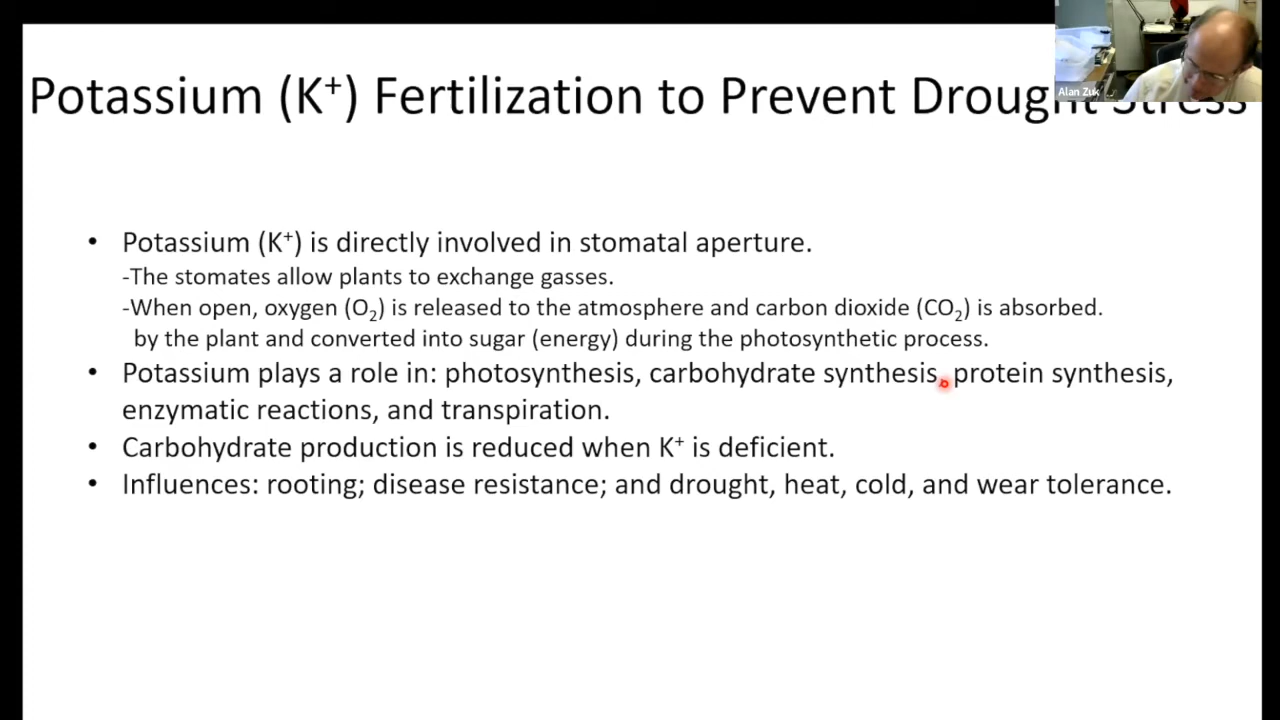 Potassium (K⁺) Fertilization to Prevent Drought Stress
Alan Zuk
• Potassium (K⁺) is directly involved in stomatal aperture.
-The stomates allow plants to exchange gasses.
-When open, oxygen (O₂) is released to the atmosphere and carbon dioxide (CO₂) is absorbed.
by the plant and converted into sugar (energy) during the photosynthetic process.
• Potassium plays a role in: photosynthesis, carbohydrate synthesis, protein synthesis,
enzymatic reactions, and transpiration.
• Carbohydrate production is reduced when K⁺ is deficient.
• Influences: rooting; disease resistance; and drought, heat, cold, and wear tolerance.